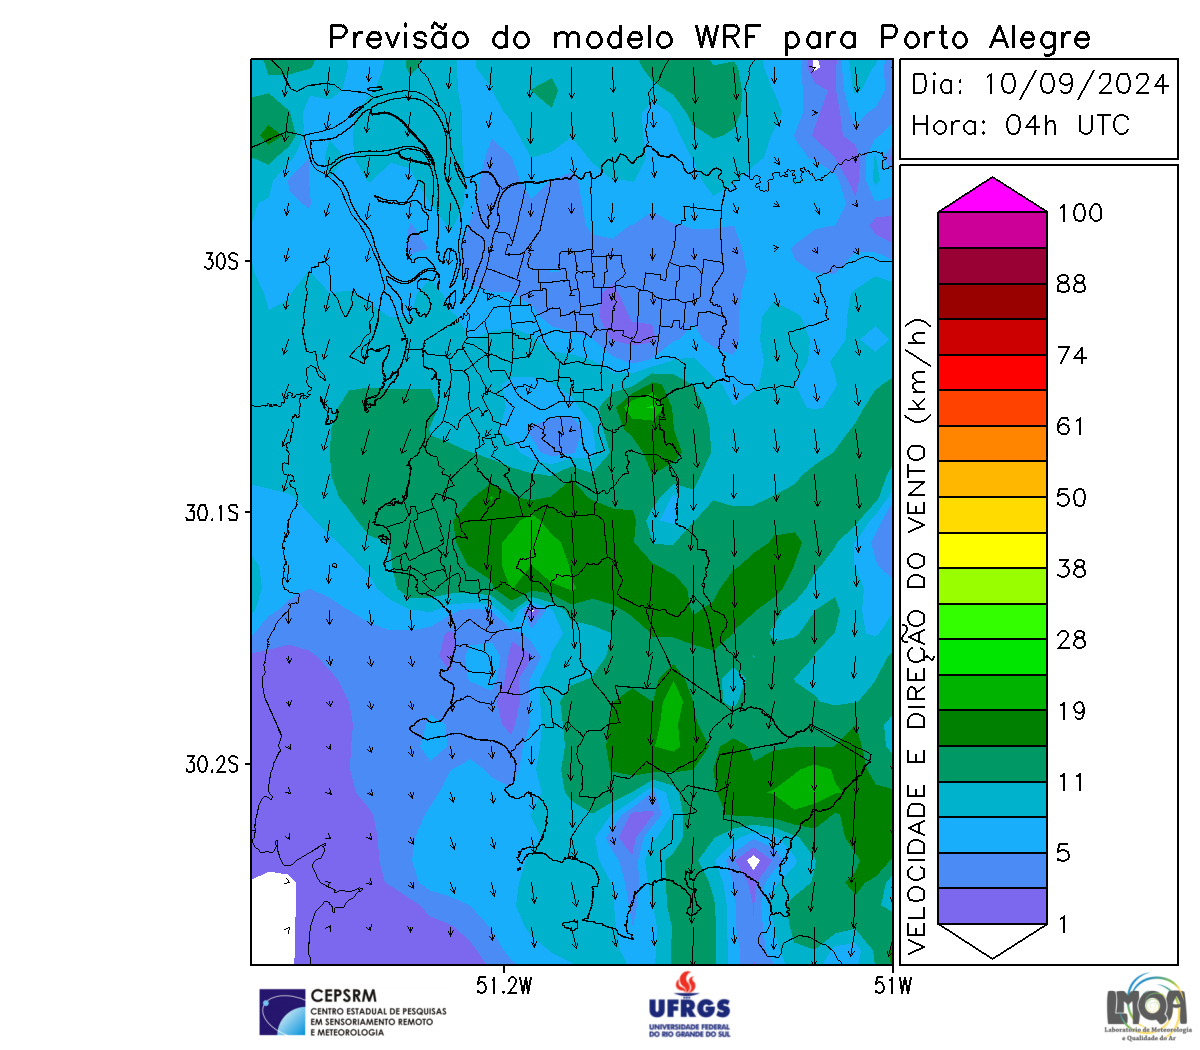 Previsão do modelo WRF para Porto Alegre
Dia: 10/09/2024
Hora: 04h UTC
30S
30.1S
30.2S
51.2W
51W
VELOCIDADE E DIREÇÃO DO VENTO (km/h)
100
88
74
61
50
38
28
19
11
5
1
CEPSRM
CENTRO ESTADUAL DE PESQUISAS
EM SENSORIAMENTO REMOTO
E METEOROLOGIA
UFRGS
UNIVERSIDADE FEDERAL
DO RIO GRANDE DO SUL
LMQA
Laboratório de Meteorologia
e Qualidade do Ar